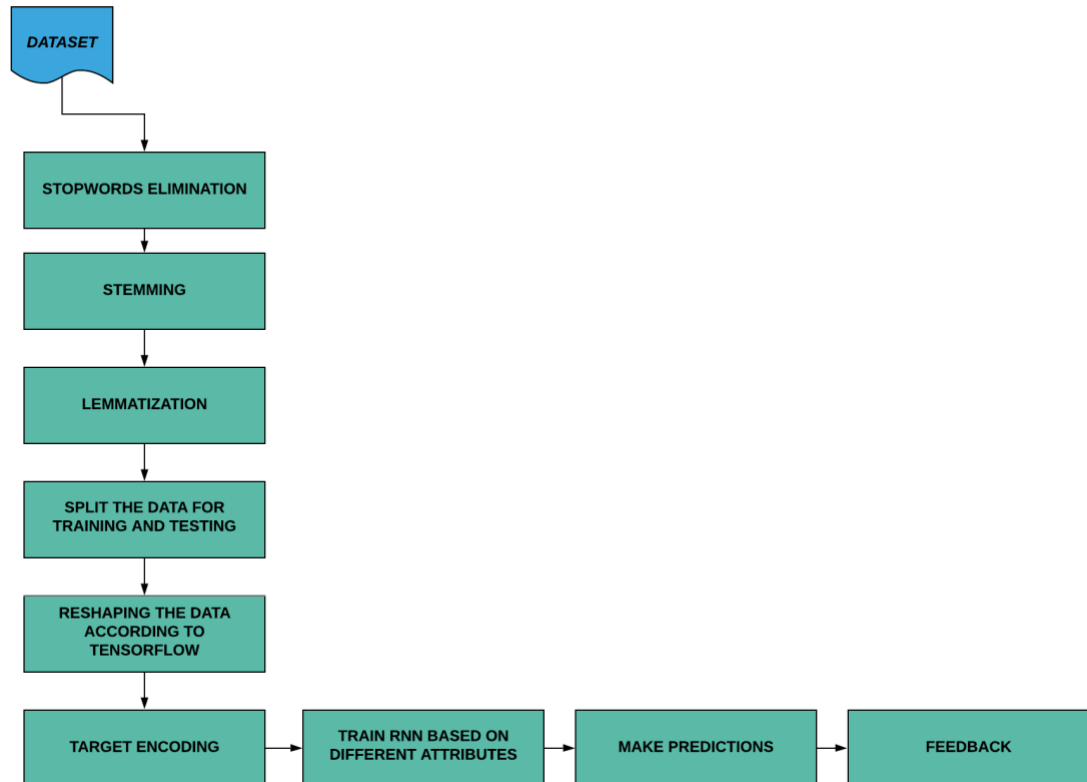 DATASET
STOPWORDS ELIMINATION
STEMMING
LEMMATIZATION
SPLIT THE DATA FOR
TRAINING AND TESTING
RESHAPING THE DATA
ACCORDING TO
TENSORFLOW
TARGET ENCODING
TRAIN RNN BASED ON
DIFFERENT ATTRIBUTES
MAKE PREDICTIONS
FEEDBACK